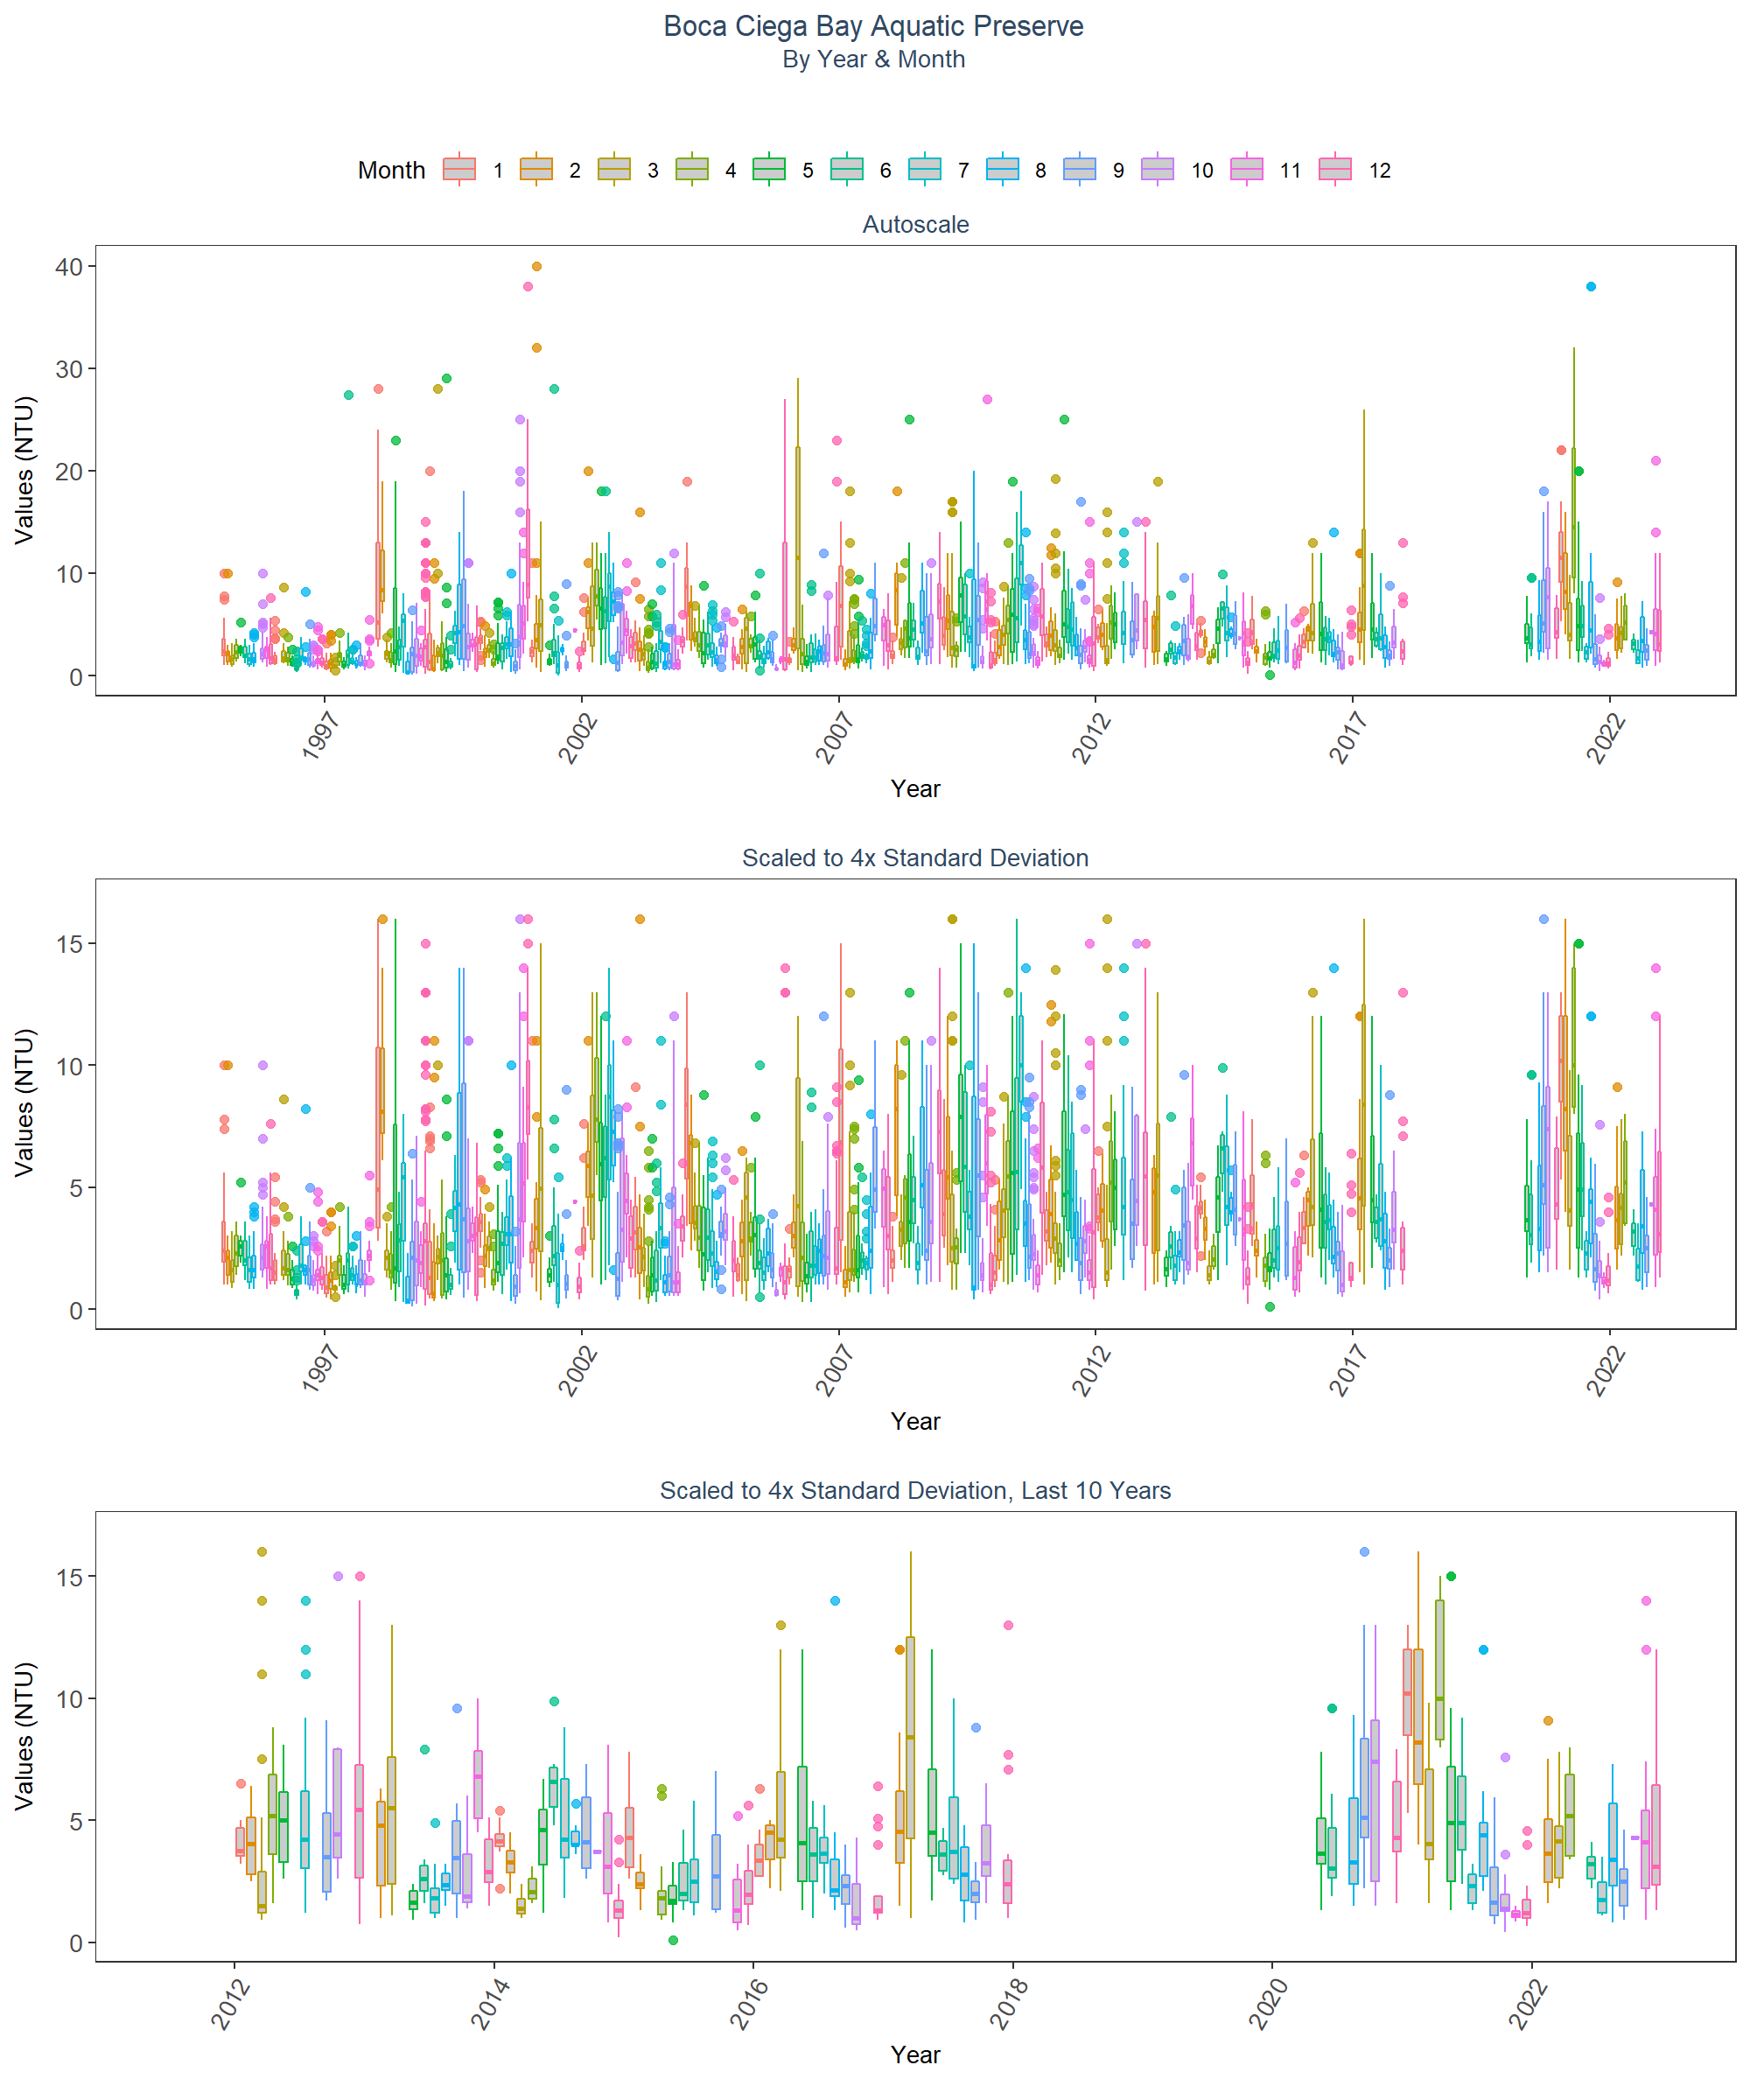 Boca Ciega Bay Aquatic Preserve
By Year & Month
Month 1 2 3 4 5 6 7 8 9 10 11 12
Autoscale
Values (NTU)
40
30
20
10
0
1997 2002 2007 2012 2017 2022
Year
Scaled to 4x Standard Deviation
Values (NTU)
15
10
5
0
1997 2002 2007 2012 2017 2022
Year
Scaled to 4x Standard Deviation, Last 10 Years
Values (NTU)
15
10
5
0
2012 2014 2016 2018 2020 2022
Year